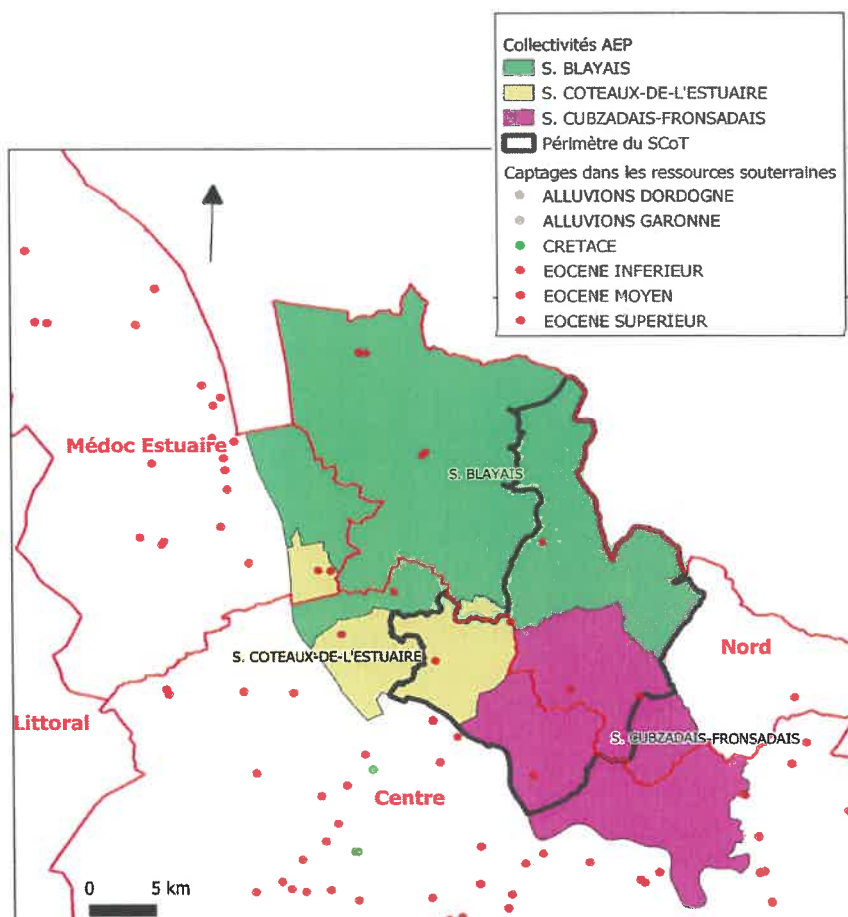 Collectivités AEP
S. BLAYAIS
S. COTEAUX-DE-L'ESTUAIRE
S. CUBZADAIS-FRONSADAIS
Périmètre du SCoT
Captages dans les ressources souterraines
ALLUVIONS DORDOGNE
ALLUVIONS GARONNE
CRETACE
EOCENE INFERIEUR
EOCENE MOYEN
EOCENE SUPERIEUR
Médoc Estuaire
S. BLAYAIS
S. COTEAUX-DE-L'ESTUAIRE
Nord
Littoral
S. CUBZADAIS-FRONSADAIS
Centre
0 5 km